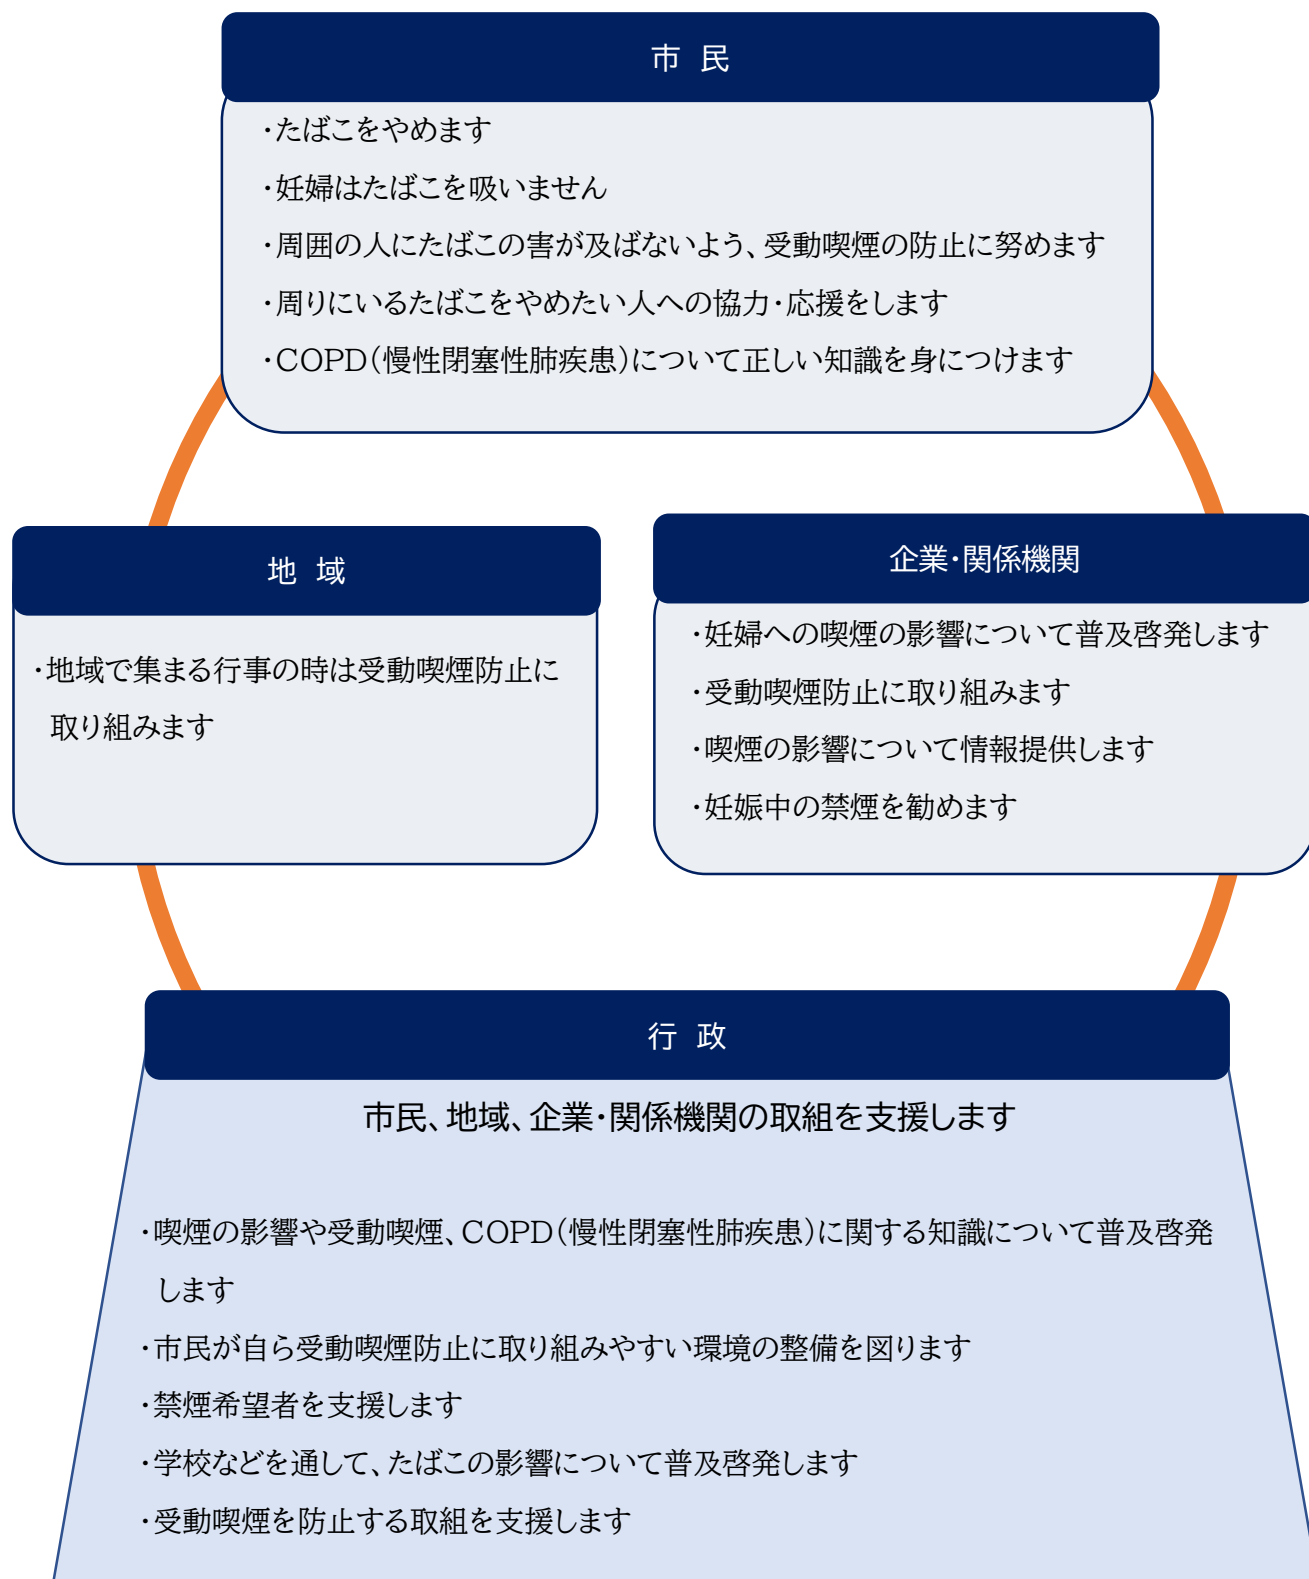 市 民
・たばこをやめます
・妊婦はたばこを吸いません
・周囲の人にたばこの害が及ばないよう、受動喫煙の防止に努めます
・周りにいるたばこをやめたい人への協力・応援をします
・COPD(慢性閉塞性肺疾患)について正しい知識を身につけます
地 域
・地域で集まる行事の時は受動喫煙防止に
取り組みます
企業・関係機関
・妊婦への喫煙の影響について普及啓発します
・受動喫煙防止に取り組みます
・喫煙の影響について情報提供します
・妊娠中の禁煙を勧めます
行 政
市民、地域、企業・関係機関の取組を支援します
・喫煙の影響や受動喫煙、COPD(慢性閉塞性肺疾患)に関する知識について普及啓発
します
・市民が自ら受動喫煙防止に取り組みやすい環境の整備を図ります
・禁煙希望者を支援します
・学校などを通して、たばこの影響について普及啓発します
・受動喫煙を防止する取組を支援します